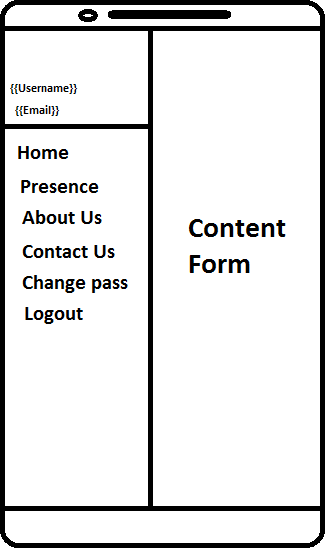 {{Username}}
{{Email}}
Home
Presence
About Us
Contact Us
Change pass
Logout
Content
Form